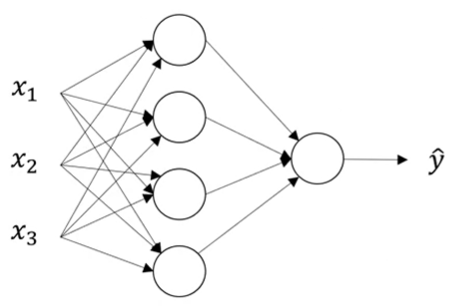 x₁
x₂
x₃
ŷ